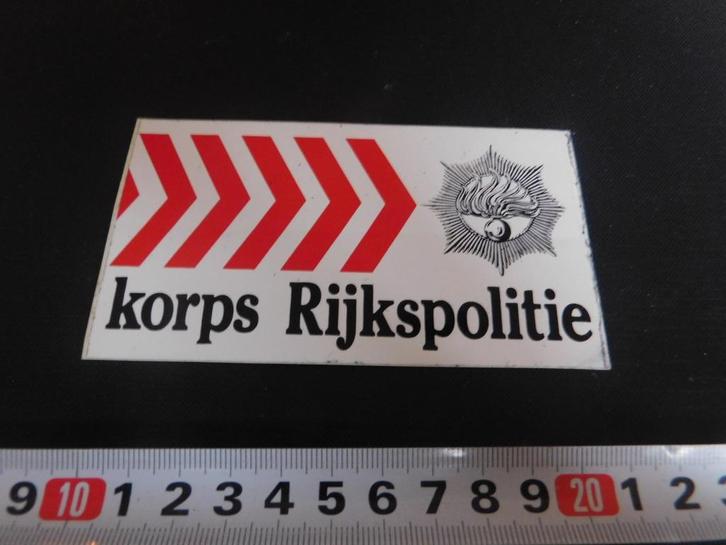 korps Rijkspolitie
9 10 1 2 3 4 5 6 7 8 9 20 1 2